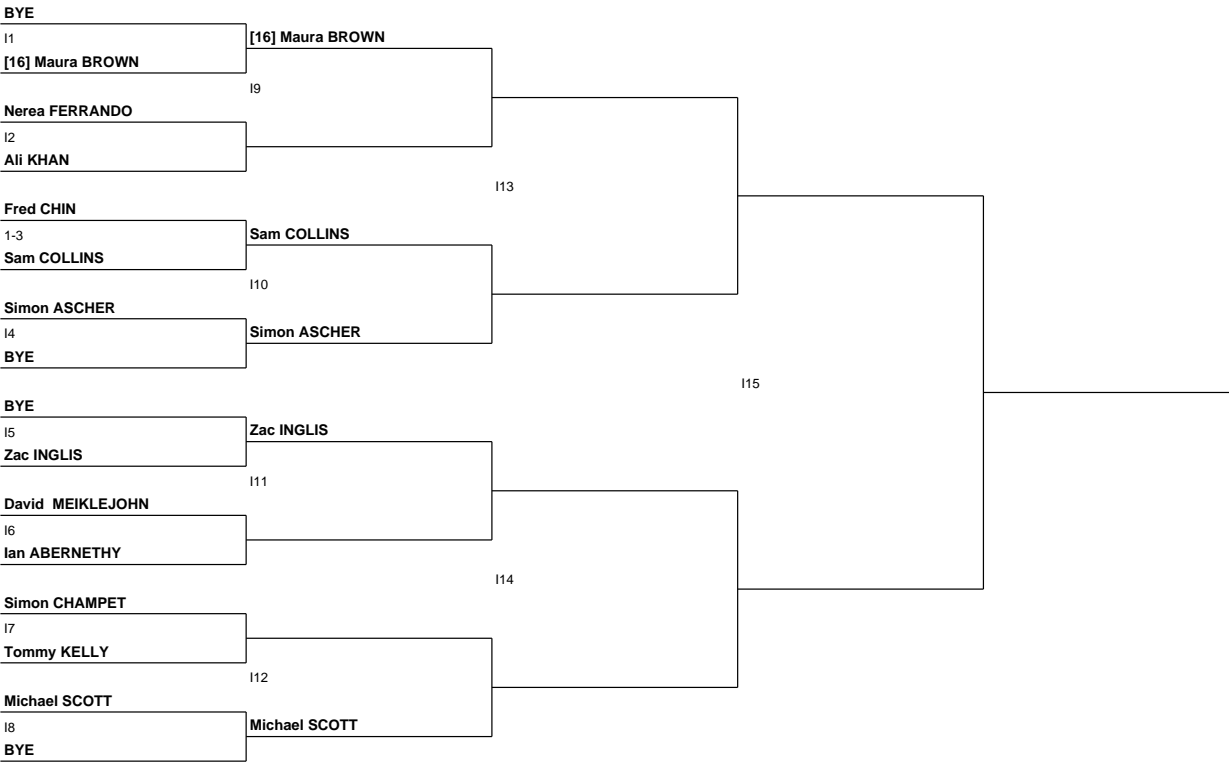 BYE
I1
[16] Maura BROWN
[16] Maura BROWN
I9
Nerea FERRANDO
I2
Ali KHAN
I13
Fred CHIN
1-3
Sam COLLINS
Sam COLLINS
I10
Simon ASCHER
I4
Simon ASCHER
BYE
I15
BYE
I5
Zac INGLIS
Zac INGLIS
I11
David  MEIKLEJOHN
I6
Ian ABERNETHY
I14
Simon CHAMPET
I7
Tommy KELLY
I12
Michael SCOTT
I8
Michael SCOTT
BYE